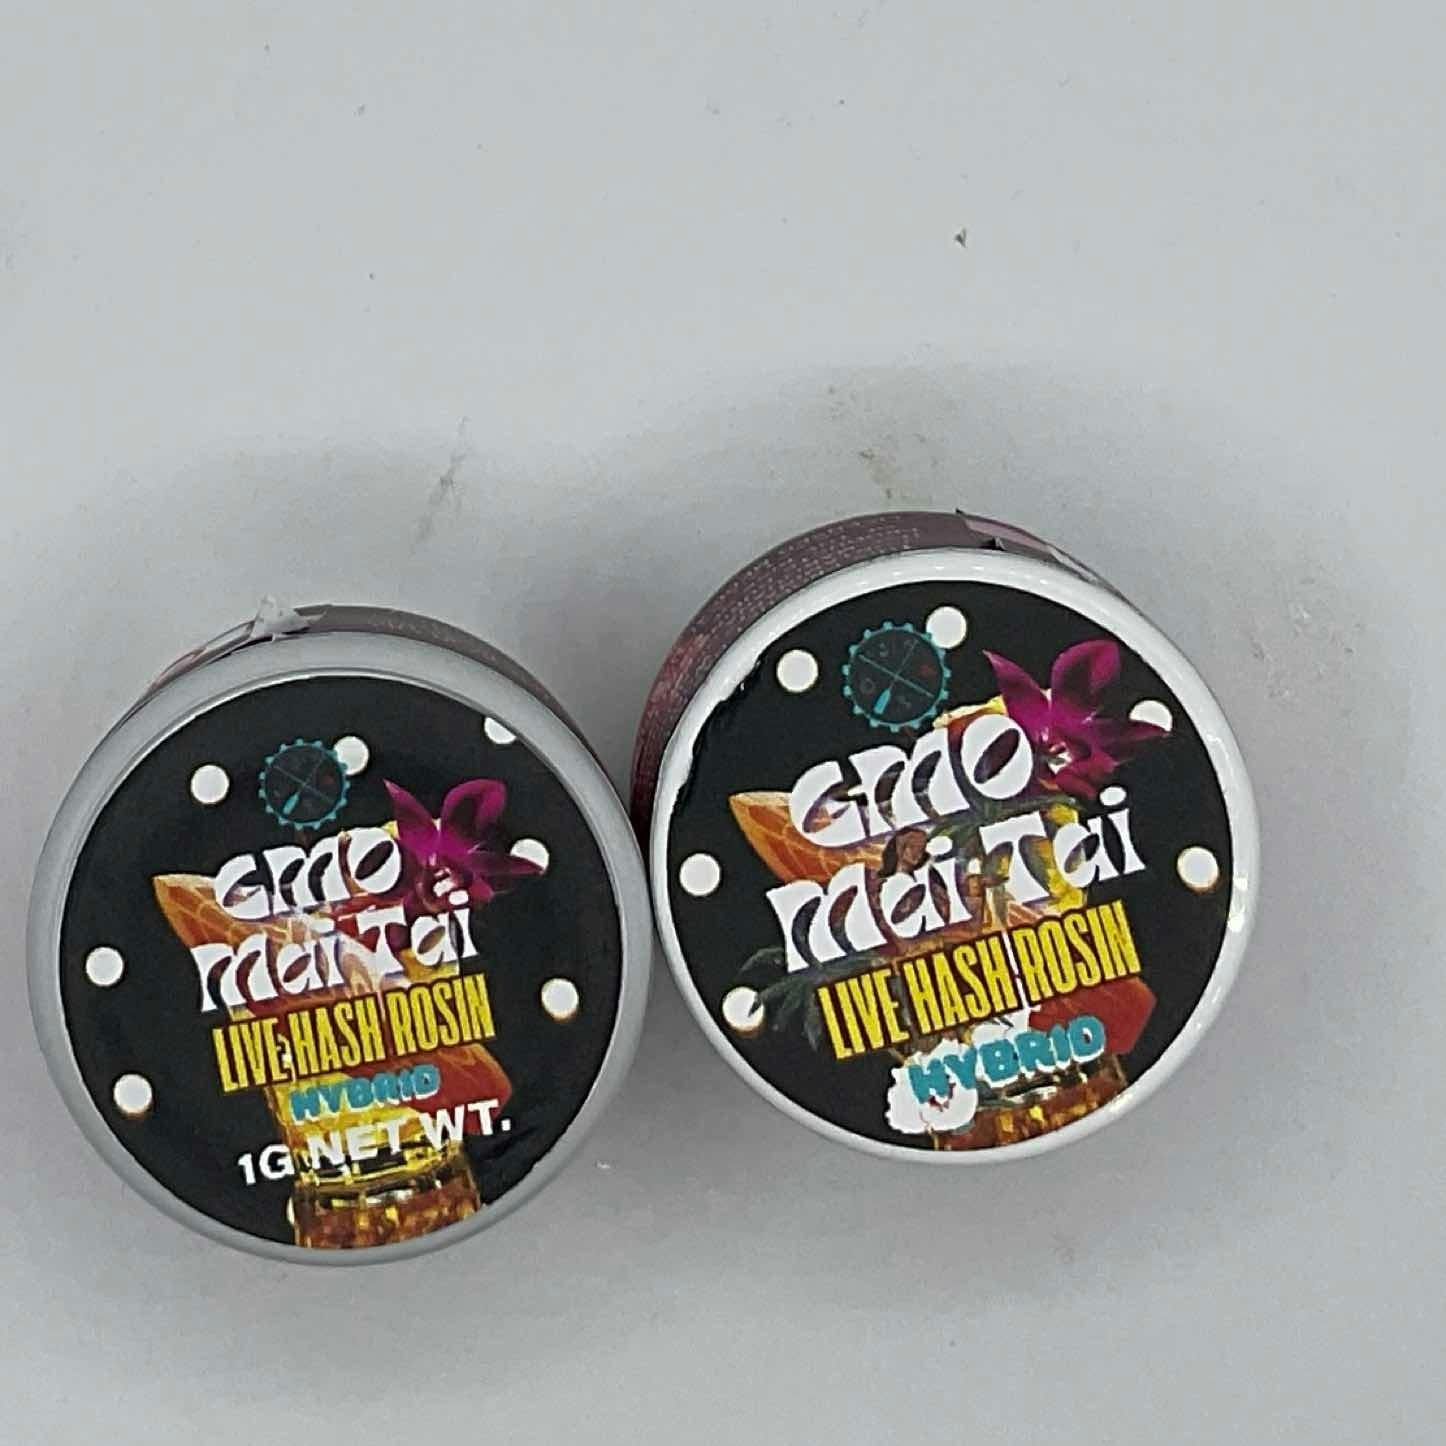 GMO
Mai-Tai
LIVE HASH ROSIN
HYBRID
1G NET WT.
GMO
Mai-Tai
LIVE HASH ROSIN
HYBRID